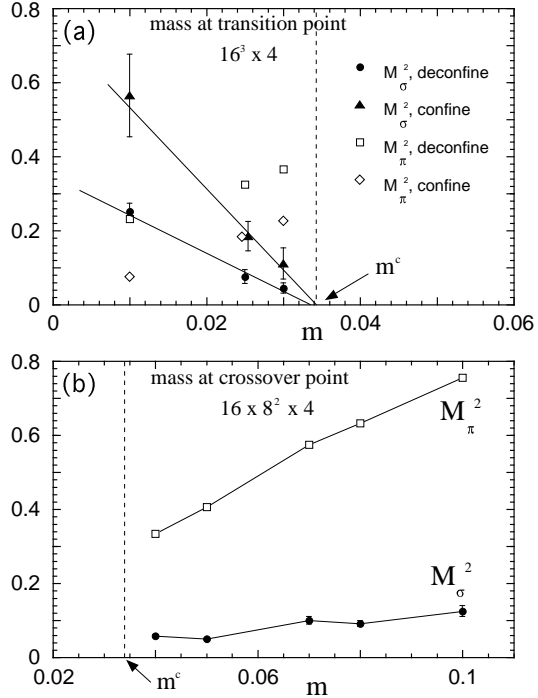 0.8
(a)
mass at transition point
16³ x 4
0.6
M_σ², deconfine
M_σ², confine
0.4
M_π², deconfine
M_π², confine
0.2
mᶜ
0
0
0.02
m
0.04
0.06
0.8
(b)
mass at crossover point
16 x 8² x 4
M_π²
0.6
0.4
0.2
M_σ²
0
0.02
mᶜ
0.06
m
0.1